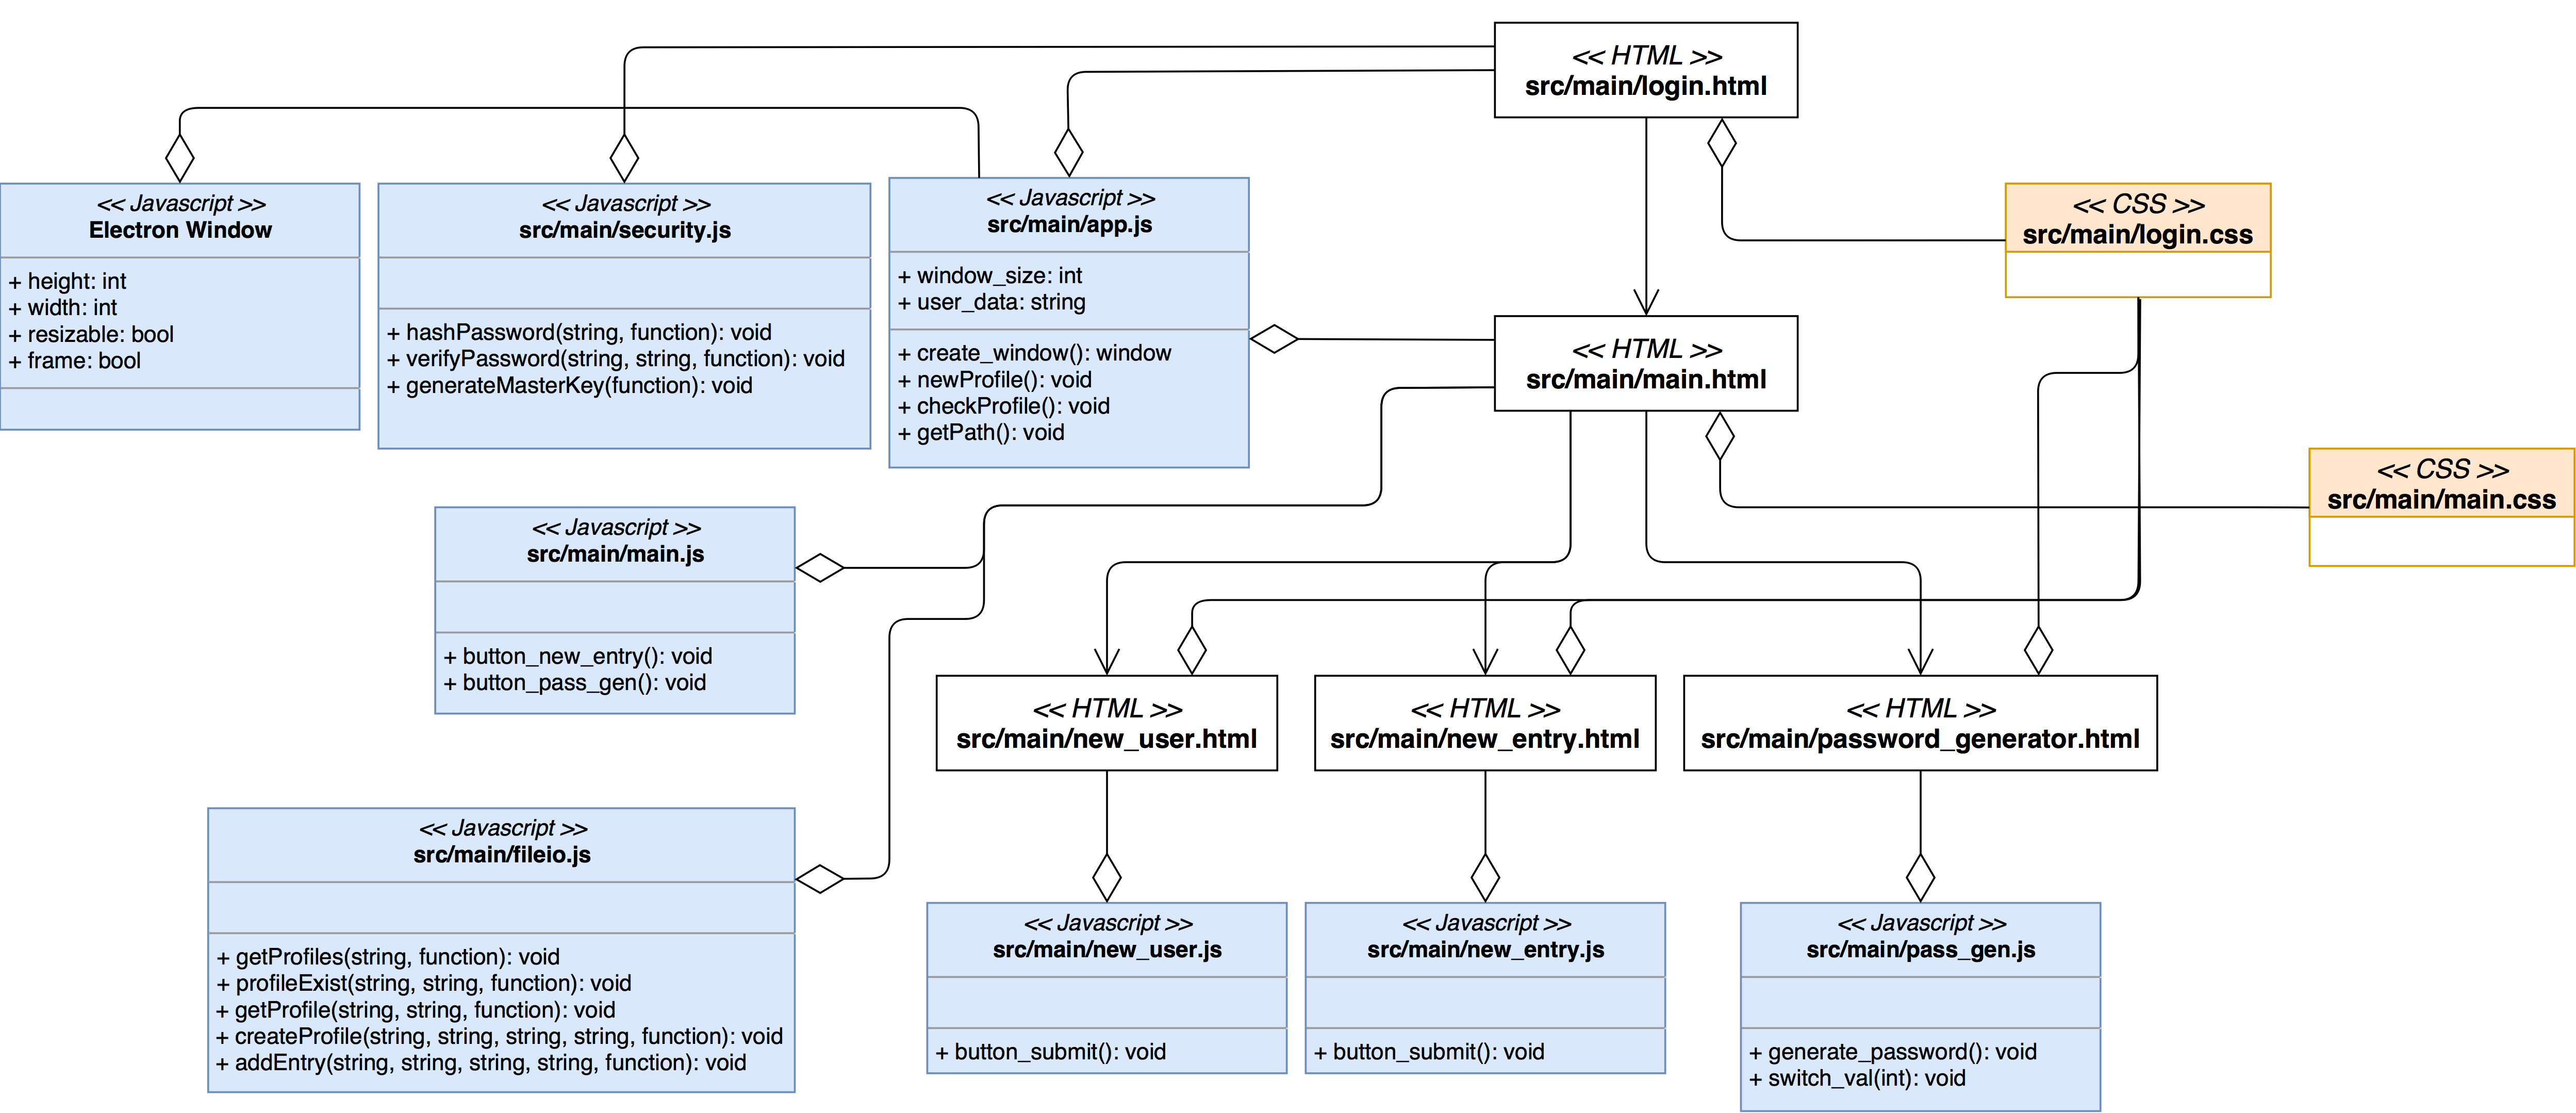 << HTML >>
src/main/login.html
<< Javascript >>
Electron Window
+ height: int
+ width: int
+ resizable: bool
+ frame: bool
<< Javascript >>
src/main/security.js
+ hashPassword(string, function): void
+ verifyPassword(string, string, function): void
+ generateMasterKey(function): void
<< Javascript >>
src/main/app.js
+ window_size: int
+ user_data: string
+ create_window(): window
+ newProfile(): void
+ checkProfile(): void
+ getPath(): void
<< CSS >>
src/main/login.css
<< HTML >>
src/main/main.html
<< CSS >>
src/main/main.css
<< Javascript >>
src/main/main.js
+ button_new_entry(): void
+ button_pass_gen(): void
<< HTML >>
src/main/new_user.html
<< HTML >>
src/main/new_entry.html
<< HTML >>
src/main/password_generator.html
<< Javascript >>
src/main/fileio.js
+ getProfiles(string, function): void
+ profileExist(string, string, function): void
+ getProfile(string, string, function): void
+ createProfile(string, string, string, string, function): void
+ addEntry(string, string, string, string, function): void
<< Javascript >>
src/main/new_user.js
+ button_submit(): void
<< Javascript >>
src/main/new_entry.js
+ button_submit(): void
<< Javascript >>
src/main/pass_gen.js
+ generate_password(): void
+ switch_val(int): void